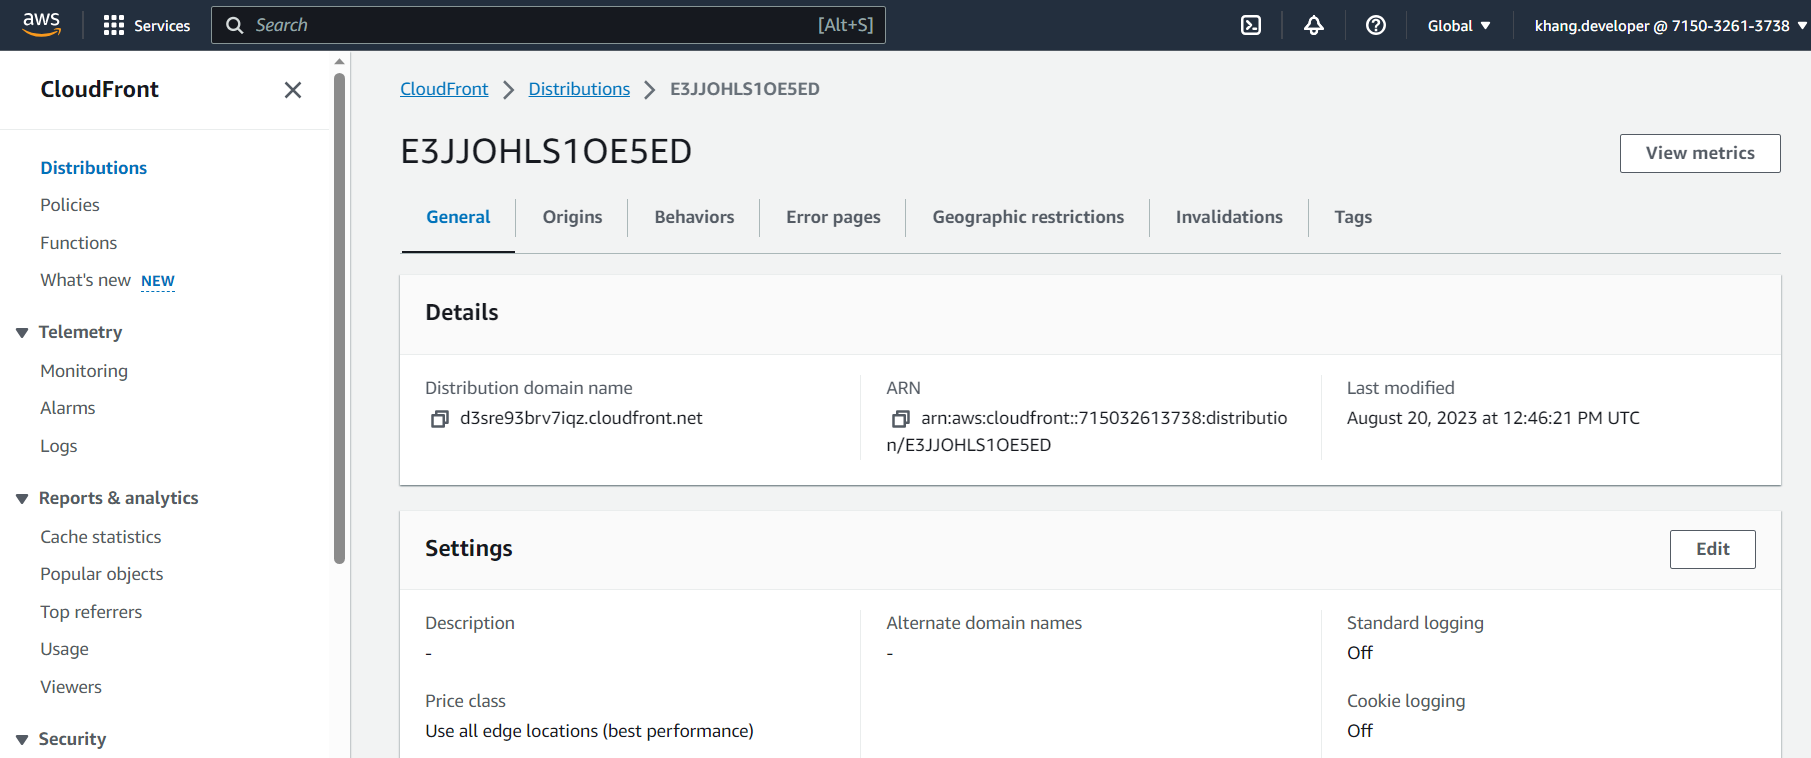 aws
Services
Search
[Alt+S]
Global
khang.developer @ 7150-3261-3738
CloudFront
Distributions
Policies
Functions
What's new NEW
Telemetry
Monitoring
Alarms
Logs
Reports & analytics
Cache statistics
Popular objects
Top referrers
Usage
Viewers
Security
CloudFront
Distributions
E3JJOHLS1OE5ED
E3JJOHLS1OE5ED
View metrics
General
Origins
Behaviors
Error pages
Geographic restrictions
Invalidations
Tags
Details
Distribution domain name
d3sre93brv7iqz.cloudfront.net
ARN
arn:aws:cloudfront::715032613738:distributio
n/E3JJOHLS1OE5ED
Last modified
August 20, 2023 at 12:46:21 PM UTC
Settings
Edit
Description
-
Price class
Use all edge locations (best performance)
Alternate domain names
-
Standard logging
Off
Cookie logging
Off